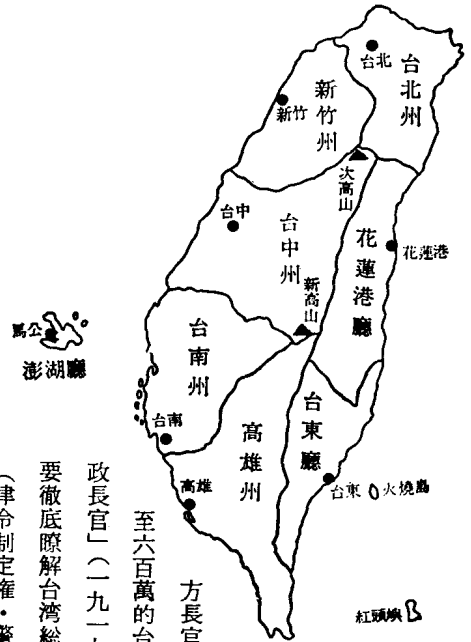 台北
台北州
新竹州
新竹
次高山
台中
台中州
花蓮港廳
花蓮港
新高山
馬公
澎湖廳
台南州
台南
台東廳
高雄州
高雄
台東
火燒島
紅頭嶼
方長官
至六百萬的台
政長官」(一九一
要徹底瞭解台湾総
(律令制定權・